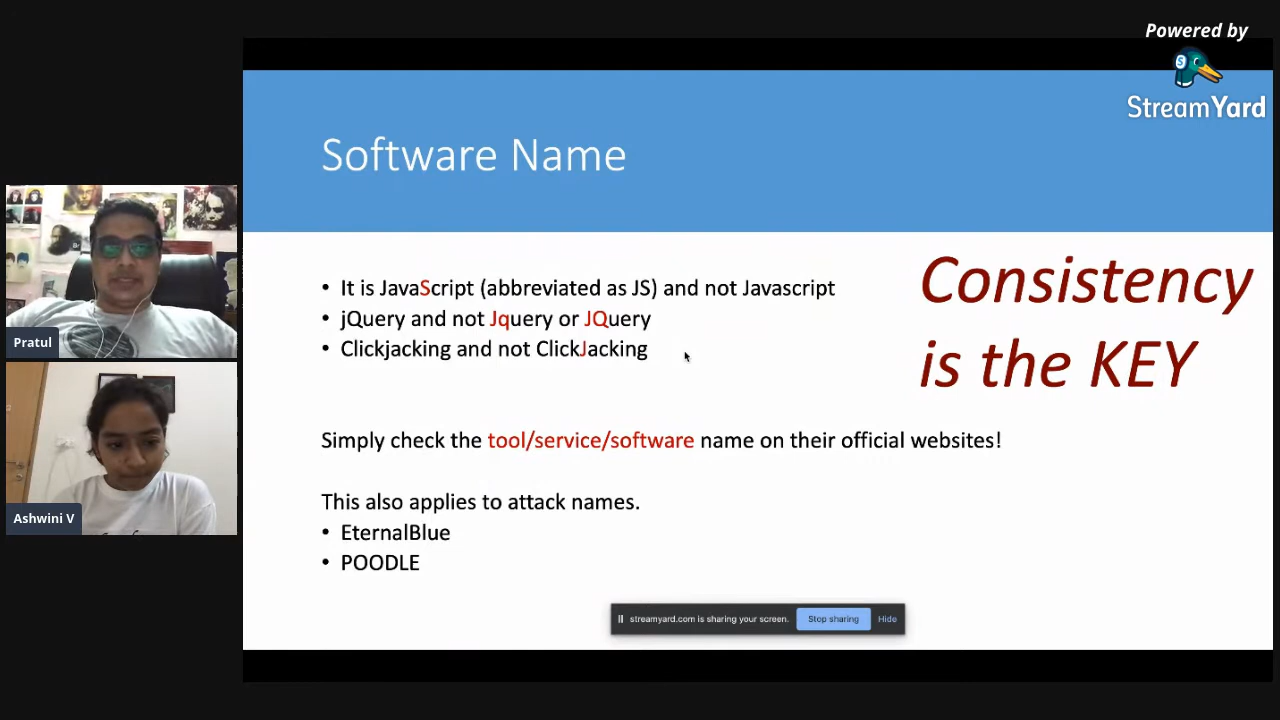 Powered by
StreamYard
Software Name
• It is JavaScript (abbreviated as JS) and not Javascript
• jQuery and not Jquery or JQuery
• Clickjacking and not ClickJacking
Consistency
is the KEY
Simply check the tool/service/software name on their official websites!
This also applies to attack names.
• EternalBlue
• POODLE
streamyard.com is sharing your screen. Stop sharing Hide
Pratul
Ashwini V